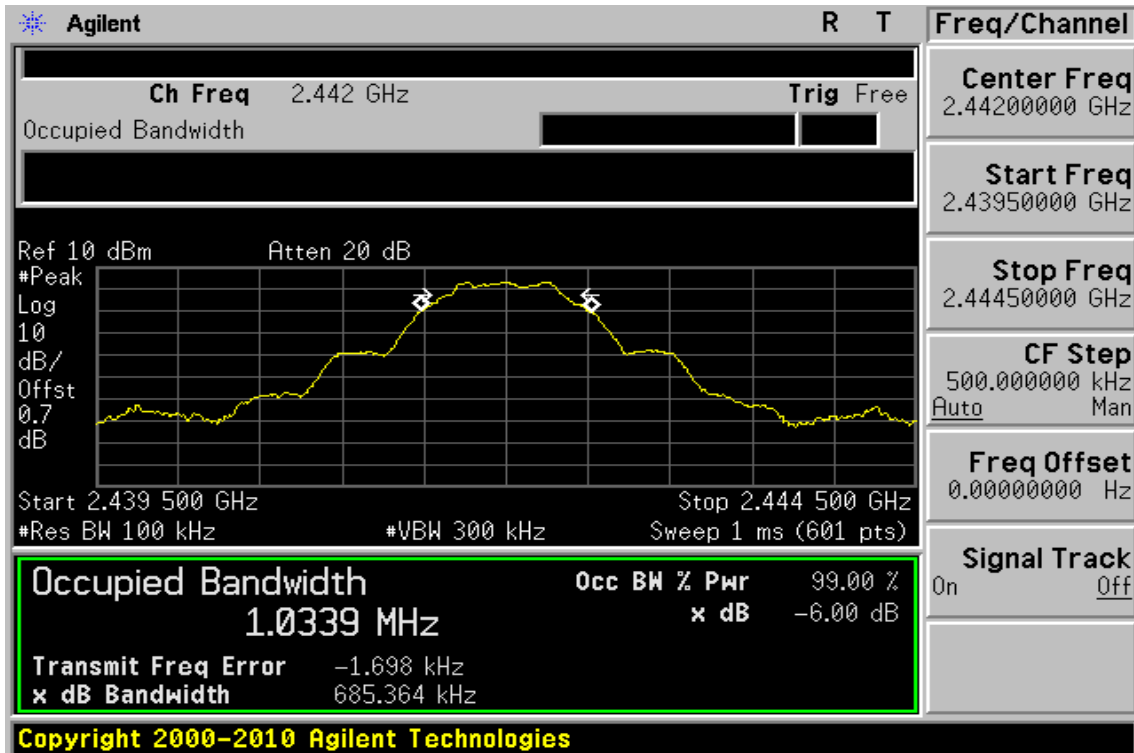 Agilent R T Freq/Channel
Ch Freq 2.442 GHz Trig Free
Occupied Bandwidth
Center Freq
2.44200000 GHz
Start Freq
2.43950000 GHz
Stop Freq
2.44450000 GHz
CF Step
500.000000 kHz
Auto Man
Freq Offset
0.00000000 Hz
Signal Track
On Off
Ref 10 dBm Atten 20 dB
#Peak
Log
10
dB/
Offst
0.7
dB
Start 2.439 500 GHz Stop 2.444 500 GHz
#Res BW 100 kHz #VBW 300 kHz Sweep 1 ms (601 pts)
Occupied Bandwidth Occ BW % Pwr 99.00 %
1.0339 MHz x dB -6.00 dB
Transmit Freq Error -1.698 kHz
x dB Bandwidth 685.364 kHz
Copyright 2000-2010 Agilent Technologies